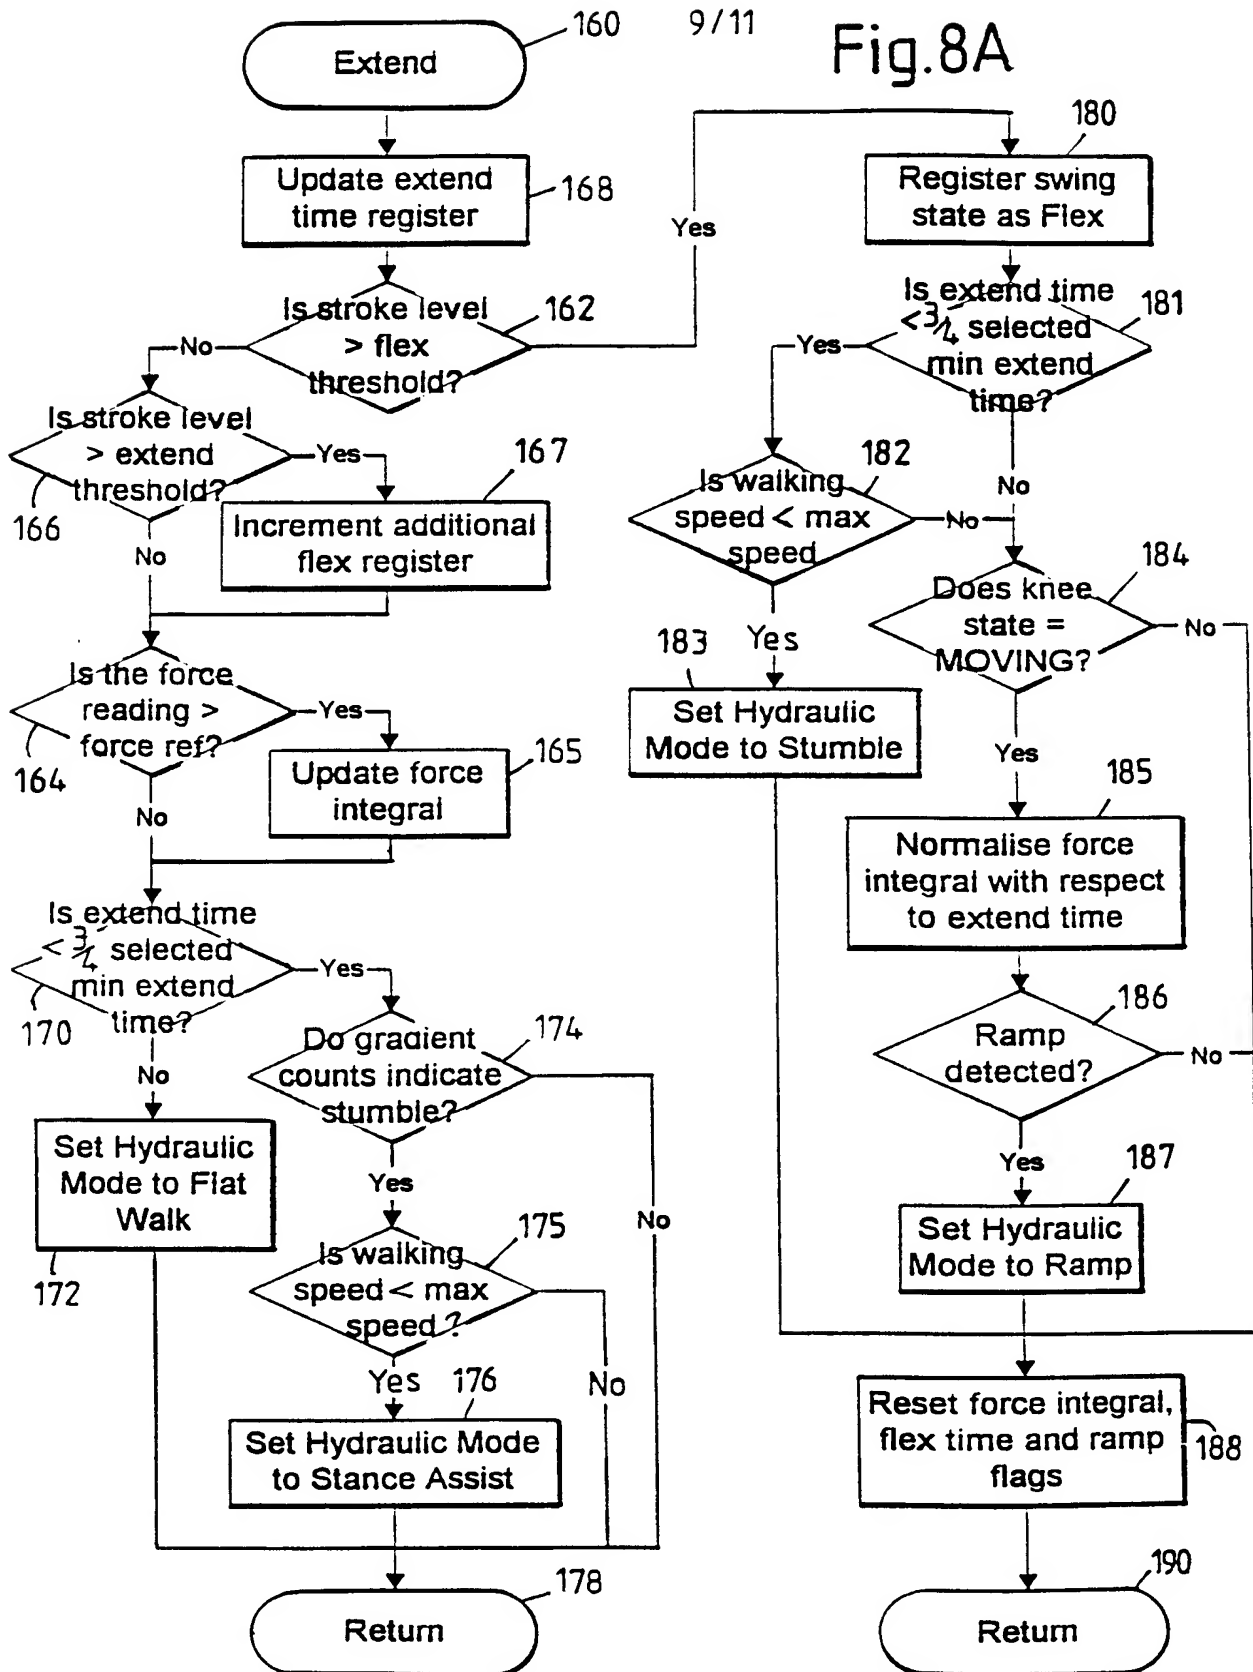 160
9/11
Fig.8A
Extend
Update extend
time register
168
Is stroke level
> flex
threshold?
162
No
Yes
Is stroke level
> extend
threshold?
166
Yes
167
Increment additional
flex register
No
Is the force
reading >
force ref?
164
Yes
165
Update force
integral
No
Is extend time
< 3/4 selected
min extend
time?
170
Yes
No
Set Hydraulic
Mode to Flat
Walk
172
Do gradient
counts indicate
stumble?
174
Yes
No
Is walking
speed < max
speed ?
175
Yes
No
176
Set Hydraulic Mode
to Stance Assist
178
Return
180
Register swing
state as Flex
Is extend time
< 3/4 selected
min extend
time?
181
Yes
No
Is walking
speed < max
speed
182
No
Yes
183
Set Hydraulic
Mode to Stumble
Does knee
state =
MOVING?
184
No
Yes
185
Normalise force
integral with respect
to extend time
186
Ramp
detected?
No
Yes
187
Set Hydraulic
Mode to Ramp
Reset force integral,
flex time and ramp
flags
188
190
Return